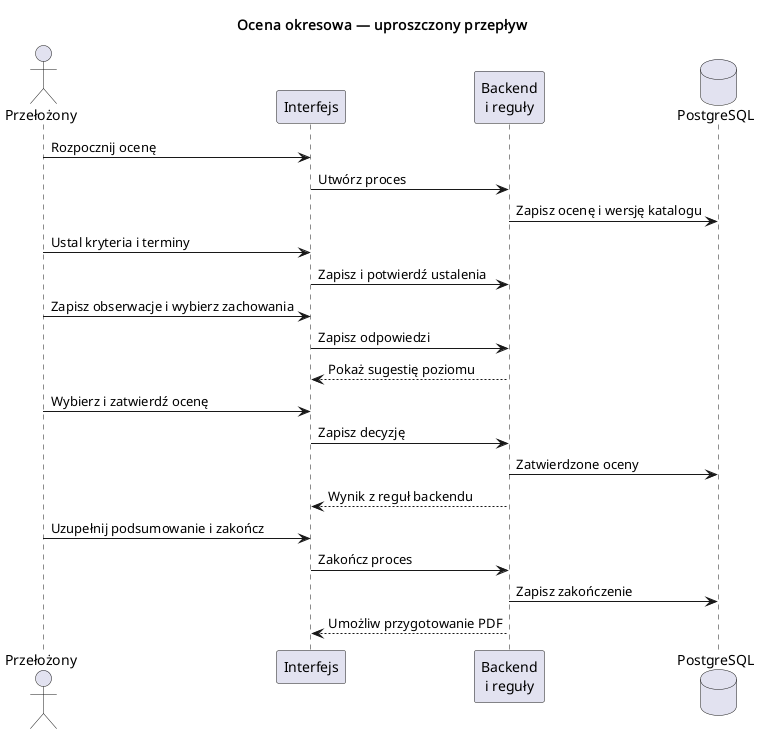 Ocena okresowa — uproszczony przepływ
Przełożony
Interfejs
Backend
i reguły
PostgreSQL
Rozpocznij ocenę
Utwórz proces
Zapisz ocenę i wersję katalogu
Ustal kryteria i terminy
Zapisz i potwierdź ustalenia
Zapisz obserwacje i wybierz zachowania
Zapisz odpowiedzi
Pokaż sugestię poziomu
Wybierz i zatwierdź ocenę
Zapisz decyzję
Zatwierdzone oceny
Wynik z reguł backendu
Uzupełnij podsumowanie i zakończ
Zakończ proces
Zapisz zakończenie
Umożliw przygotowanie PDF
Przełożony
Interfejs
Backend
i reguły
PostgreSQL